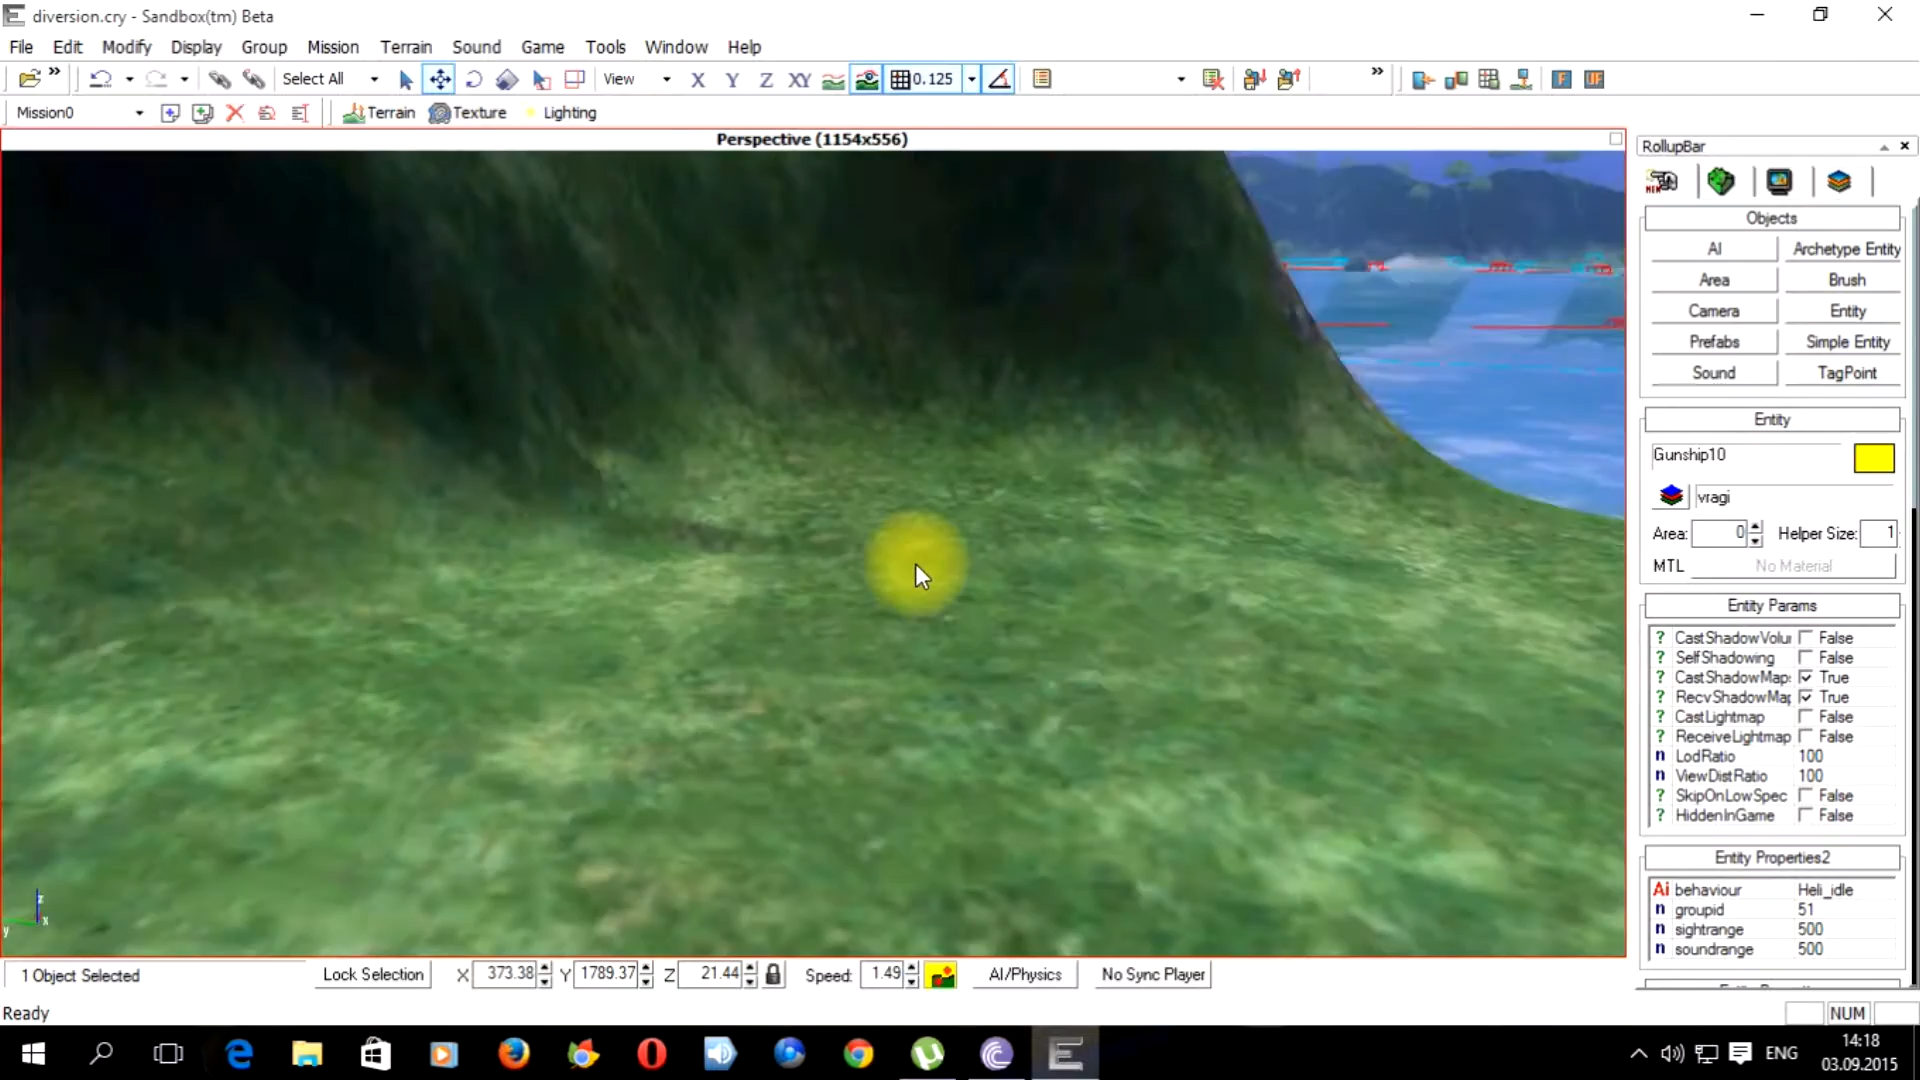 diversion.cry - Sandbox(tm) Beta
File Edit Modify Display Group Mission Terrain Sound Game Tools Window Help
Select All View X Y Z XY 0.125 F UF
Mission0 Terrain Texture Lighting
Perspective (1154x556)
RollupBar
Objects
AI Archetype Entity
Area Brush
Camera Entity
Prefabs Simple Entity
Sound TagPoint
Entity
Gunship10
vragi
Area: 0 Helper Size: 1
MTL No Material
Entity Params
? CastShadowVolu False
? SelfShadowing False
? CastShadowMap: True
? RecvShadowMap True
? CastLightmap False
? ReceiveLightmap False
n LodRatio 100
n ViewDistRatio 100
? SkipOnLowSpec False
? HiddenInGame False
Entity Properties2
Ai behaviour Heli_idle
n groupid 51
n sightrange 500
n soundrange 500
z
x
y
1 Object Selected Lock Selection X 373.38 Y 1789.37 Z 21.44 Speed: 1.49 AI/Physics No Sync Player
Ready NUM
ENG 14:18
03.09.2015